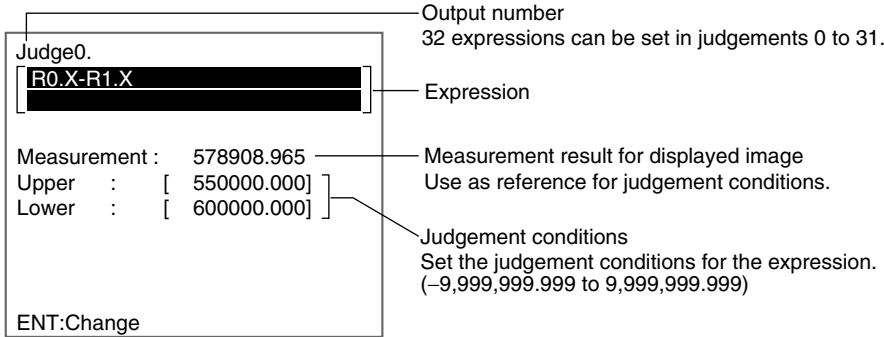 Output number
32 expressions can be set in judgements 0 to 31.
Judge0.
R0.X-R1.X
Expression
Measurement : 578908.965
Measurement result for displayed image
Use as reference for judgement conditions.
Upper : [ 550000.000]
Lower : [ 600000.000]
Judgement conditions
Set the judgement conditions for the expression.
(−9,999,999.999 to 9,999,999.999)
ENT:Change